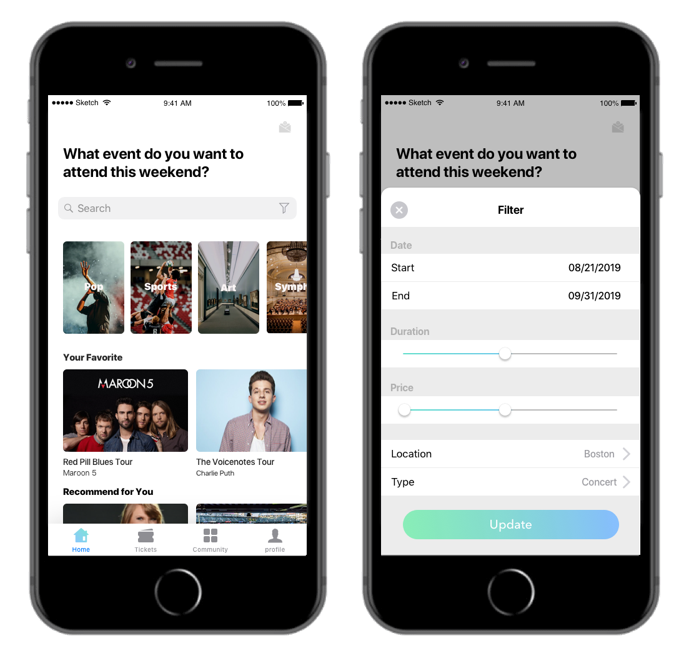 ●●●●● Sketch
9:41 AM
100%
What event do you want to
attend this weekend?
Search
Pop
Sports
Art
Symph
Your Favorite
MAROON 5
Red Pill Blues Tour
Maroon 5
The Voicenotes Tour
Charlie Puth
Recommend for You
Home
Tickets
Community
profile
●●●●● Sketch
9:41 AM
100%
What event do you want to
attend this weekend?
Filter
Date
Start
08/21/2019
End
09/31/2019
Duration
Price
Location
Boston
Type
Concert
Update